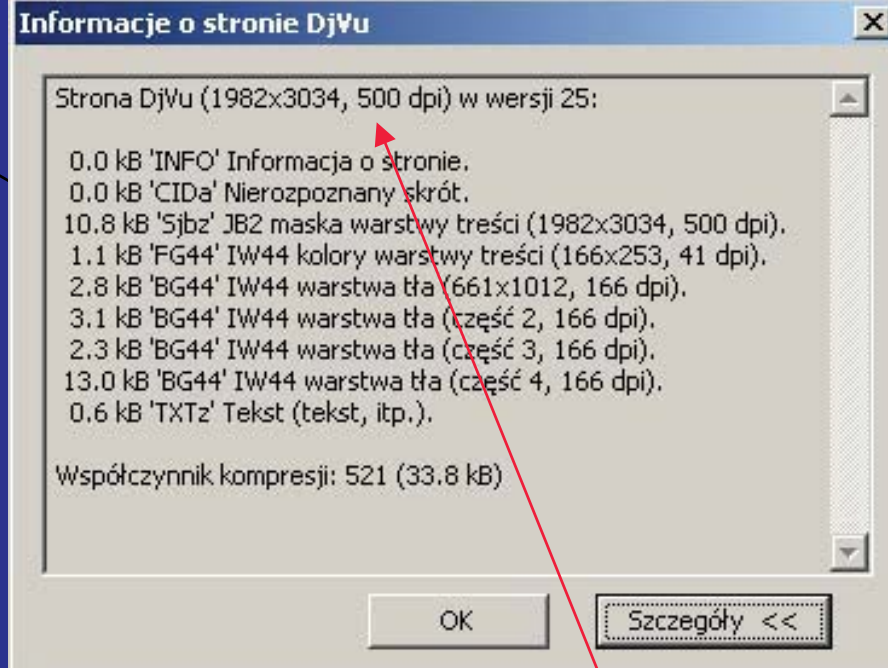 Informacje o stronie DjVu
Strona DjVu (1982x3034, 500 dpi) w wersji 25:
0.0 kB 'INFO' Informacja o stronie.
0.0 kB 'CIDa' Nierozpoznany skrót.
10.8 kB 'Sjbz' JB2 maska warstwy treści (1982x3034, 500 dpi).
1.1 kB 'FG44' IW44 kolory warstwy treści (166x253, 41 dpi).
2.8 kB 'BG44' IW44 warstwa tła (661x1012, 166 dpi).
3.1 kB 'BG44' IW44 warstwa tła (część 2, 166 dpi).
2.3 kB 'BG44' IW44 warstwa tła (część 3, 166 dpi).
13.0 kB 'BG44' IW44 warstwa tła (część 4, 166 dpi).
0.6 kB 'TXTz' Tekst (tekst, itp.).
Współczynnik kompresji: 521 (33.8 kB)
OK
Szczegóły <<